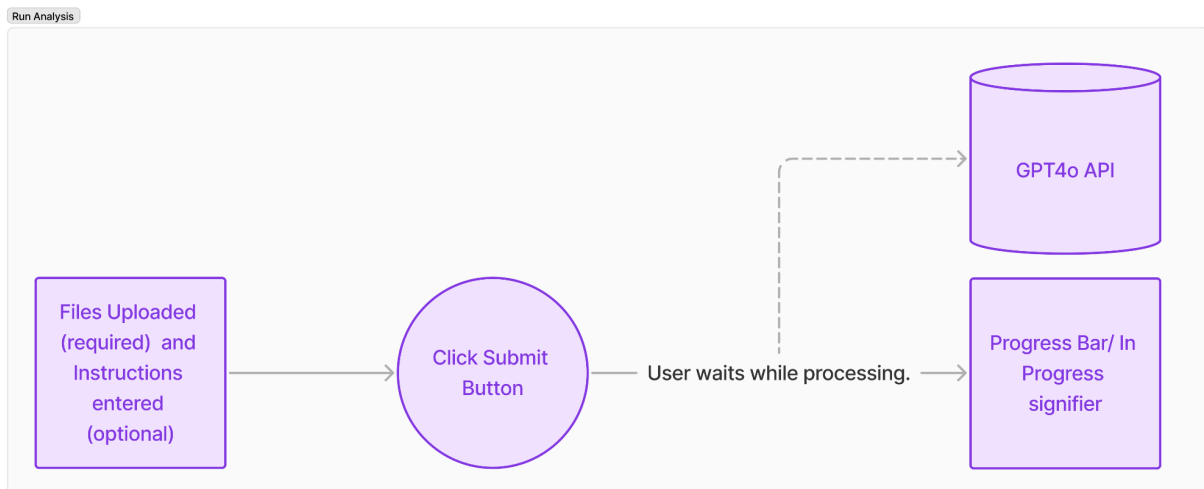 Run Analysis
GPT4o API
Files Uploaded
(required)  and
Instructions
entered
(optional)
Click Submit
Button
User waits while processing.
Progress Bar/ In
Progress
signifier